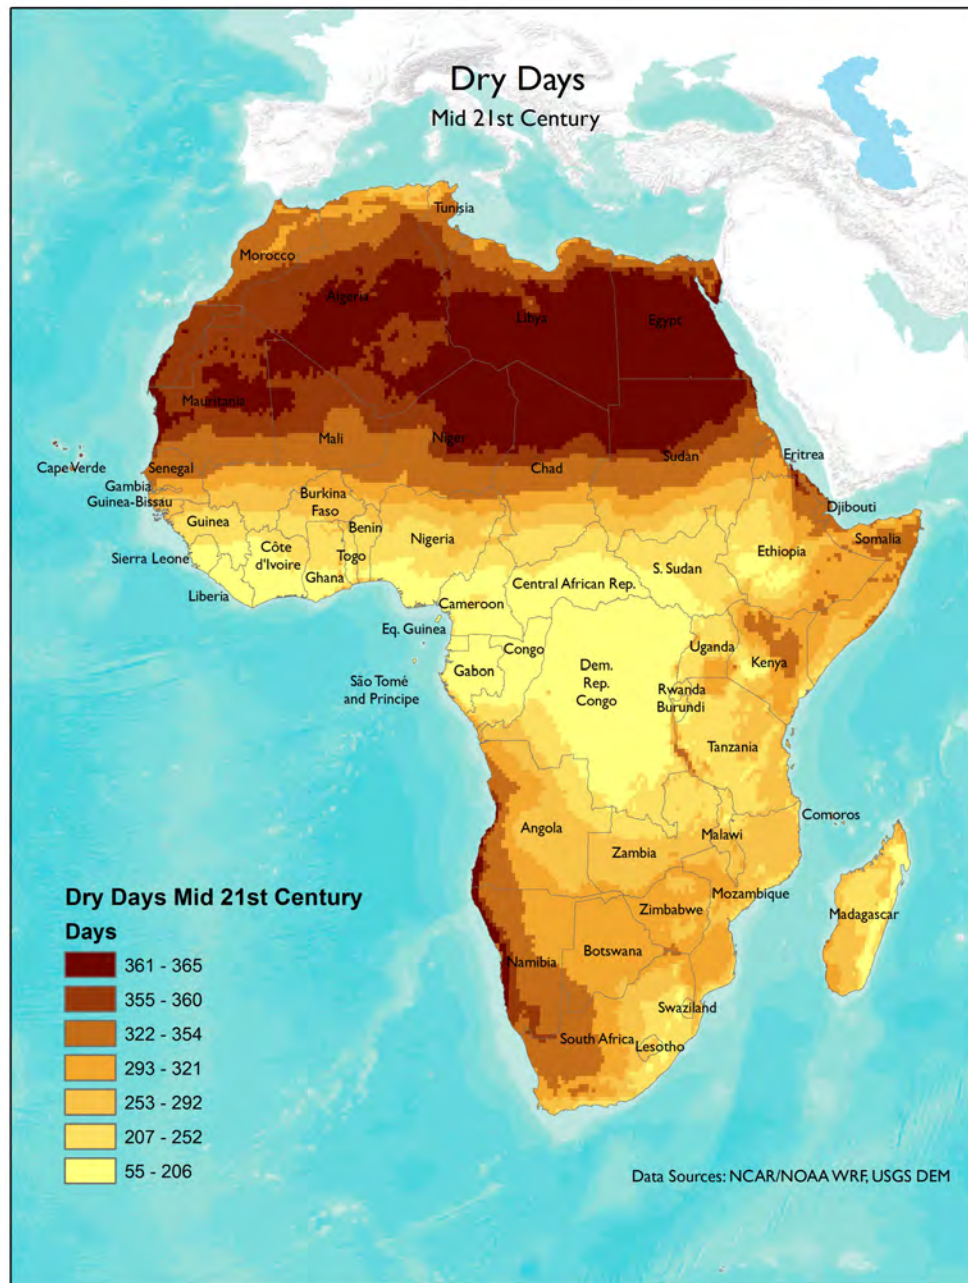 Dry Days
Mid 21st Century
Tunisia
Morocco
Algeria
Libya
Egypt
Mauritania
Mali
Niger
Chad
Sudan
Eritrea
Cape Verde
Senegal
Gambia
Guinea-Bissau
Burkina
Faso
Djibouti
Guinea
Benin
Nigeria
Somalia
Ethiopia
Sierra Leone
Côte
d'Ivoire
Togo
Ghana
Central African Rep.
S. Sudan
Liberia
Cameroon
Eq. Guinea
Congo
Uganda
Kenya
Gabon
Dem.
Rep.
Congo
São Tomé
and Principe
Rwanda
Burundi
Tanzania
Comoros
Angola
Malawi
Zambia
Mozambique
Zimbabwe
Madagascar
Botswana
Namibia
Swaziland
South Africa
Lesotho
Dry Days Mid 21st Century
Days
361 - 365
355 - 360
322 - 354
293 - 321
253 - 292
207 - 252
55 - 206
Data Sources: NCAR/NOAA WRF, USGS DEM